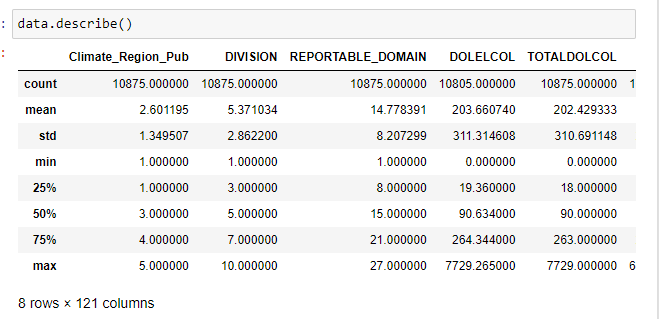 : data.describe()
:
Climate_Region_Pub DIVISION REPORTABLE_DOMAIN DOLELCOL TOTALDOLCOL
count 10875.000000 10875.000000 10875.000000 10805.000000 10875.000000 1
mean 2.601195 5.371034 14.778391 203.660740 202.429333
std 1.349507 2.862200 8.207299 311.314608 310.691148
min 1.000000 1.000000 1.000000 0.000000 0.000000
25% 1.000000 3.000000 8.000000 19.360000 18.000000
50% 3.000000 5.000000 15.000000 90.634000 90.000000
75% 4.000000 7.000000 21.000000 264.344000 263.000000
max 5.000000 10.000000 27.000000 7729.265000 7729.000000 6
8 rows × 121 columns